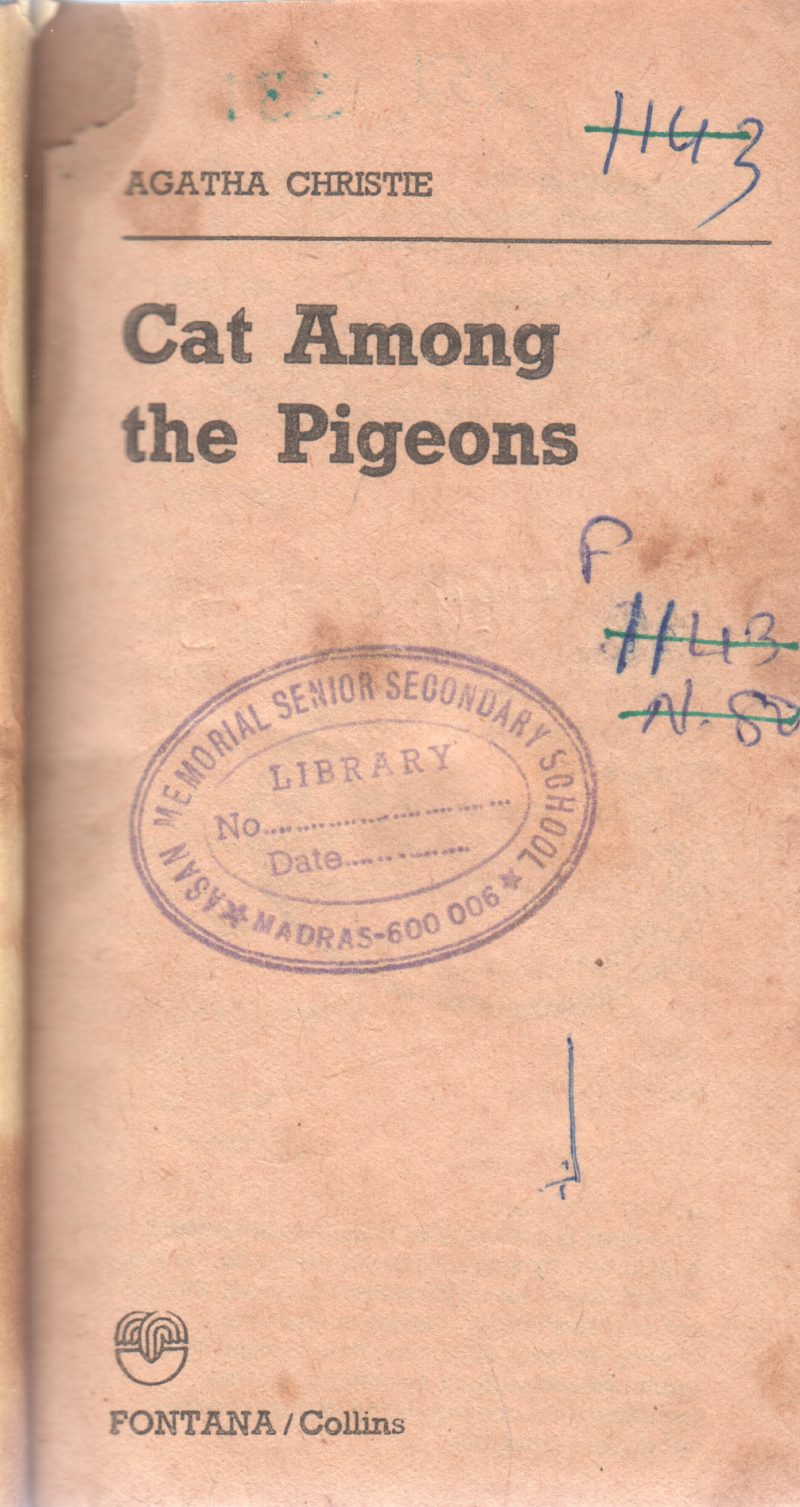 1143
AGATHA CHRISTIE
Cat Among
the Pigeons
F
1143
N. 80
ASAN MEMORIAL SENIOR SECONDARY SCHOOL
LIBRARY
No.
Date
★ MADRAS-600 006 ★
FONTANA / Collins